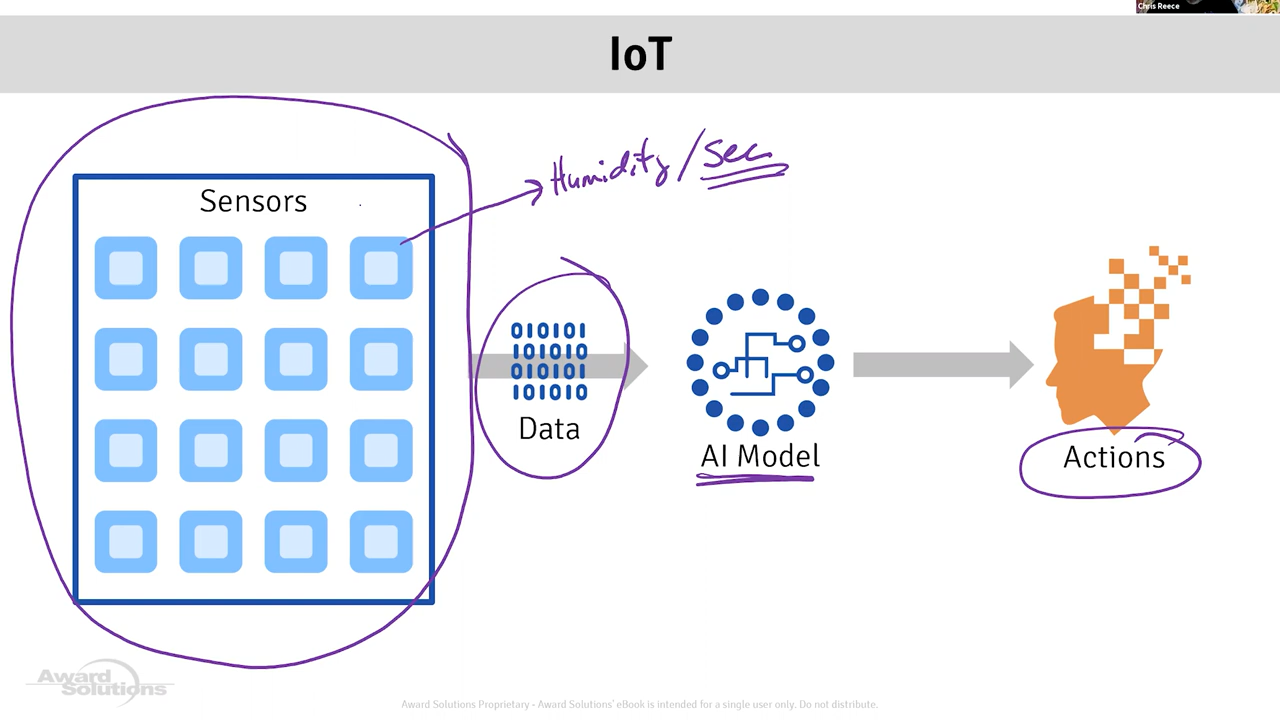 Chris Reece
IoT
Humidity/sec
Sensors
010101
101010
010101
101010
Data
AI Model
Actions
Award
Solutions
Award Solutions Proprietary - Award Solutions' eBook is intended for a single user only. Do not distribute.